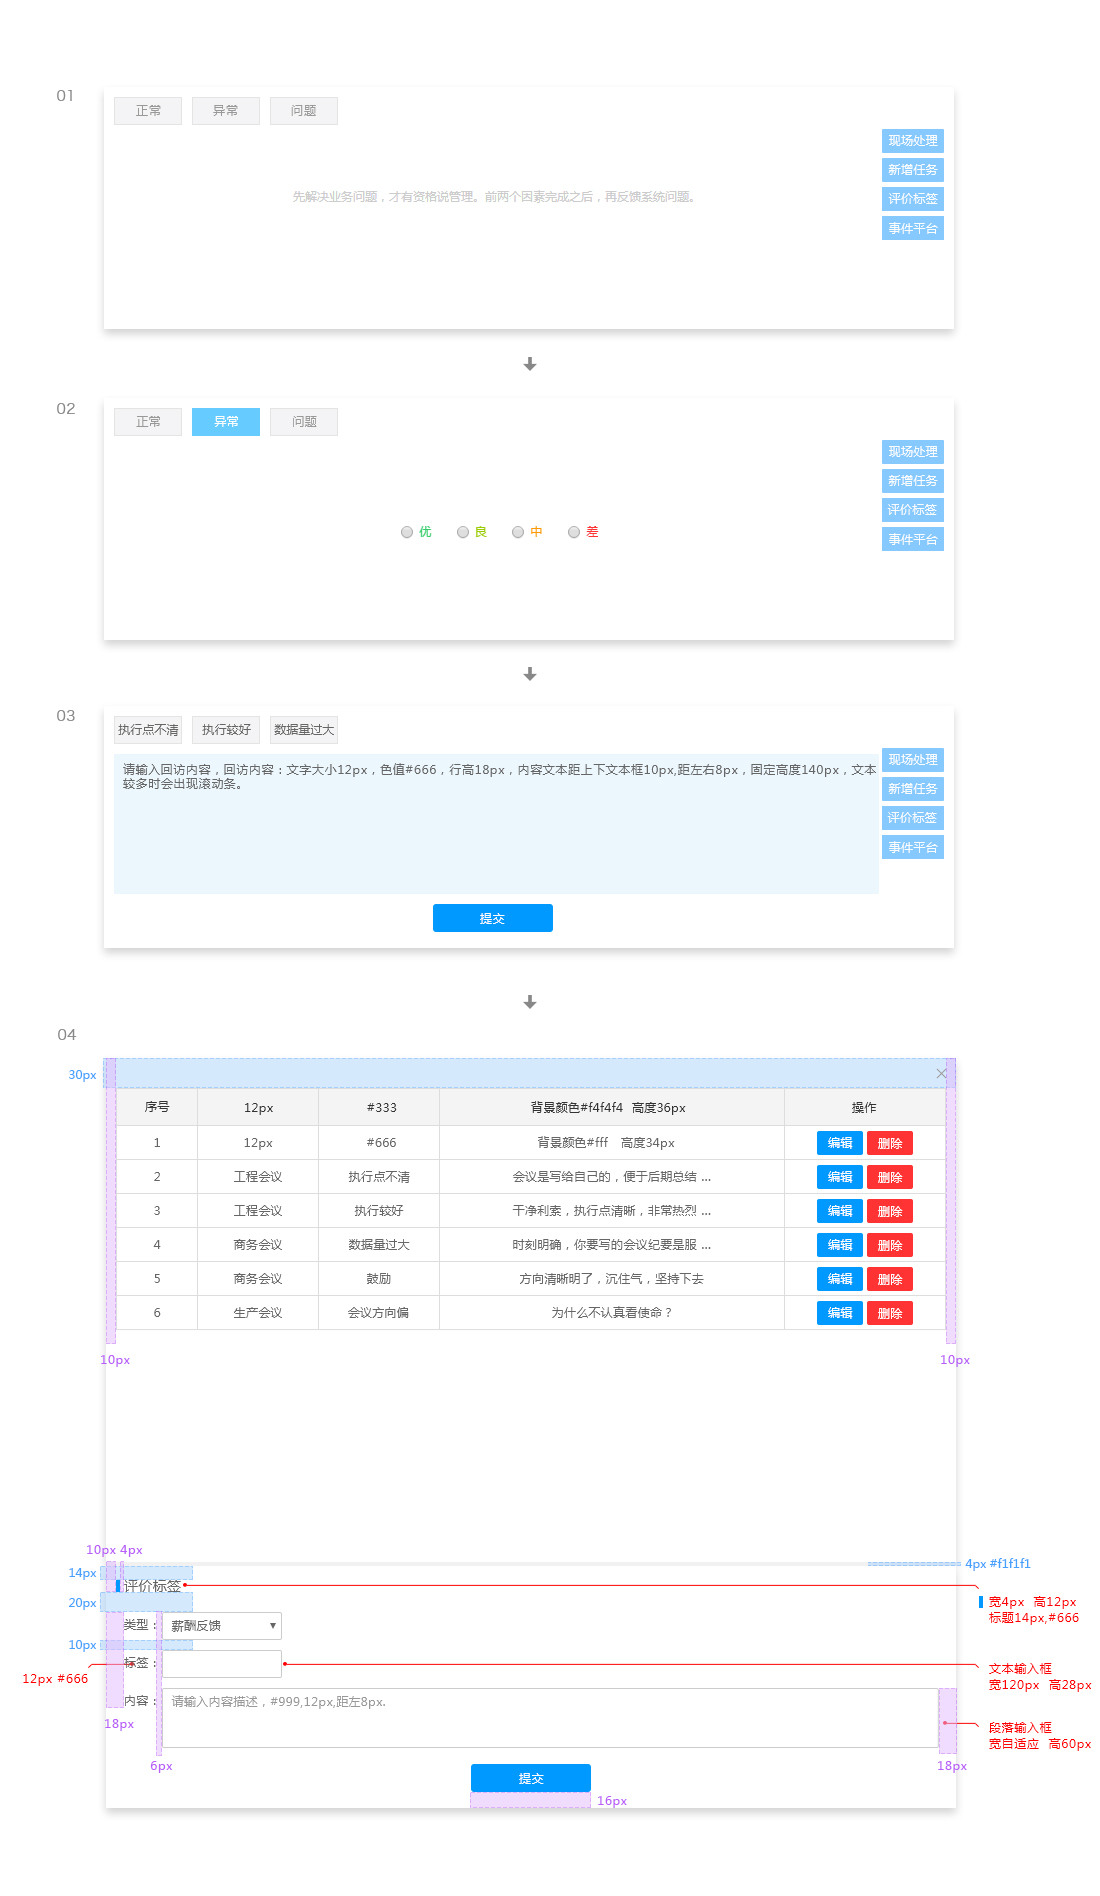 01
正常 异常 问题
现场处理
新增任务
先解决业务问题，才有资格说管理。前两个因素完成之后，再反馈系统问题。
评价标签
事件平台
02
正常 异常 问题
现场处理
新增任务
评价标签
优 良 中 差
事件平台
03
执行点不清 执行较好 数据量过大
现场处理
新增任务
评价标签
事件平台
请输入回访内容，回访内容：文字大小12px，色值#666，行高18px，内容文本距上下文本框10px,距左右8px，固定高度140px，文本
较多时会出现滚动条。
提交
04
30px
序号 12px #333 背景颜色#f4f4f4 高度36px 操作
1 12px #666 背景颜色#fff 高度34px 编辑 删除
2 工程会议 执行点不清 会议是写给自己的，便于后期总结 ... 编辑 删除
3 工程会议 执行较好 干净利索，执行点清晰，非常热烈 ... 编辑 删除
4 商务会议 数据量过大 时刻明确，你要写的会议纪要是服 ... 编辑 删除
5 商务会议 鼓励 方向清晰明了，沉住气，坚持下去 编辑 删除
6 生产会议 会议方向偏 为什么不认真看使命？ 编辑 删除
10px 10px
10px 4px
4px #f1f1f1
14px
评价标签
20px
宽4px 高12px
标题14px,#666
类型： 薪酬反馈
10px
标签：
12px #666
文本输入框
宽120px 高28px
内容： 请输入内容描述，#999,12px,距左8px.
18px
段落输入框
宽自适应 高60px
6px
18px
提交
16px